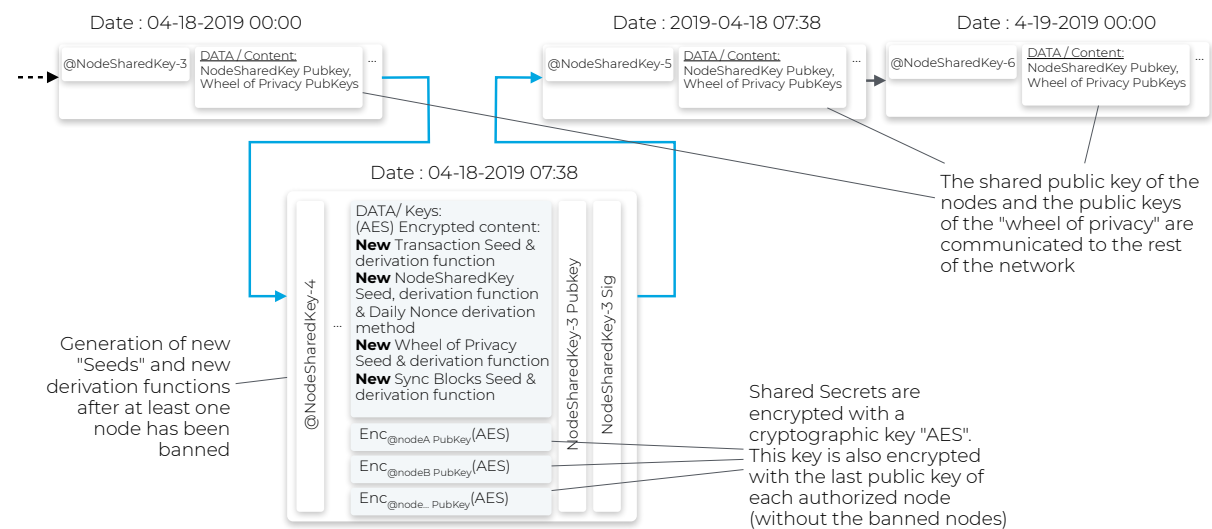 Date : 04-18-2019 00:00
@NodeSharedKey-3
DATA / Content:
NodeSharedKey Pubkey,
Wheel of Privacy PubKeys
...
Date : 2019-04-18 07:38
@NodeSharedKey-5
DATA / Content:
NodeSharedKey Pubkey,
Wheel of Privacy PubKeys
...
Date : 4-19-2019 00:00
@NodeSharedKey-6
DATA / Content:
NodeSharedKey Pubkey,
Wheel of Privacy PubKeys
...
Date : 04-18-2019 07:38
@NodeSharedKey-4
...
DATA/ Keys:
(AES) Encrypted content:
New Transaction Seed &
derivation function
New NodeSharedKey
Seed, derivation function
& Daily Nonce derivation
method
New Wheel of Privacy
Seed & derivation function
New Sync Blocks Seed &
derivation function
Enc@nodeA PubKey(AES)
Enc@nodeB PubKey(AES)
Enc@node... PubKey(AES)
NodeSharedKey-3 Pubkey
NodeSharedKey-3 Sig
The shared public key of the
nodes and the public keys
of the "wheel of privacy" are
communicated to the rest
of the network
Generation of new
"Seeds" and new
derivation functions
after at least one
node has been
banned
Shared Secrets are
encrypted with a
cryptographic key "AES".
This key is also encrypted
with the last public key of
each authorized node
(without the banned nodes)